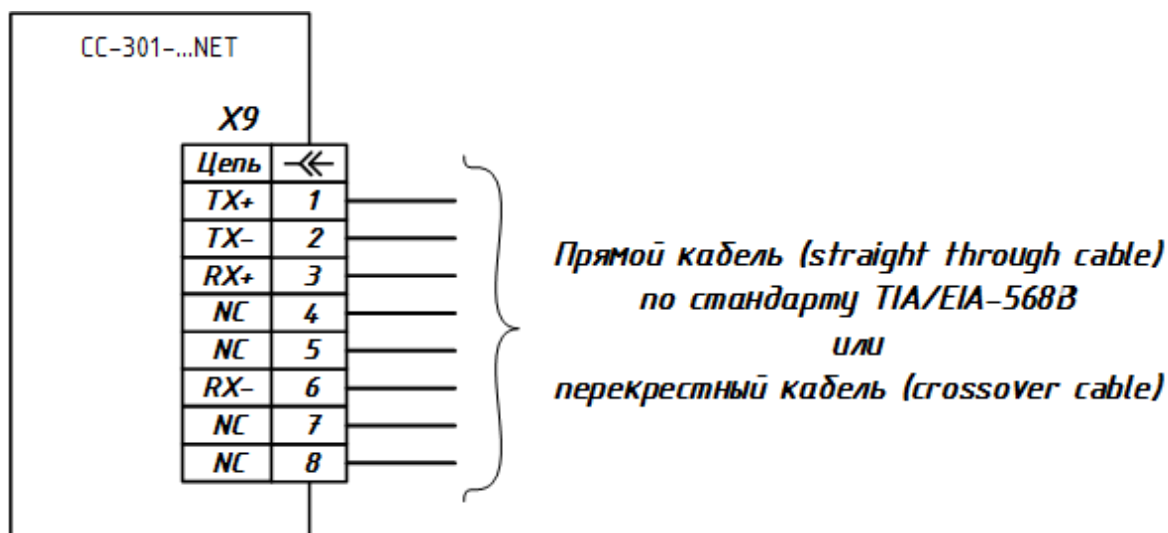 СС-301-...NET
X9
Цепь
TX+ 1
TX- 2
RX+ 3
NC 4
NC 5
RX- 6
NC 7
NC 8
Прямой кабель (straight through cable)
по стандарту TIA/EIA-568B
или
перекрестный кабель (crossover cable)